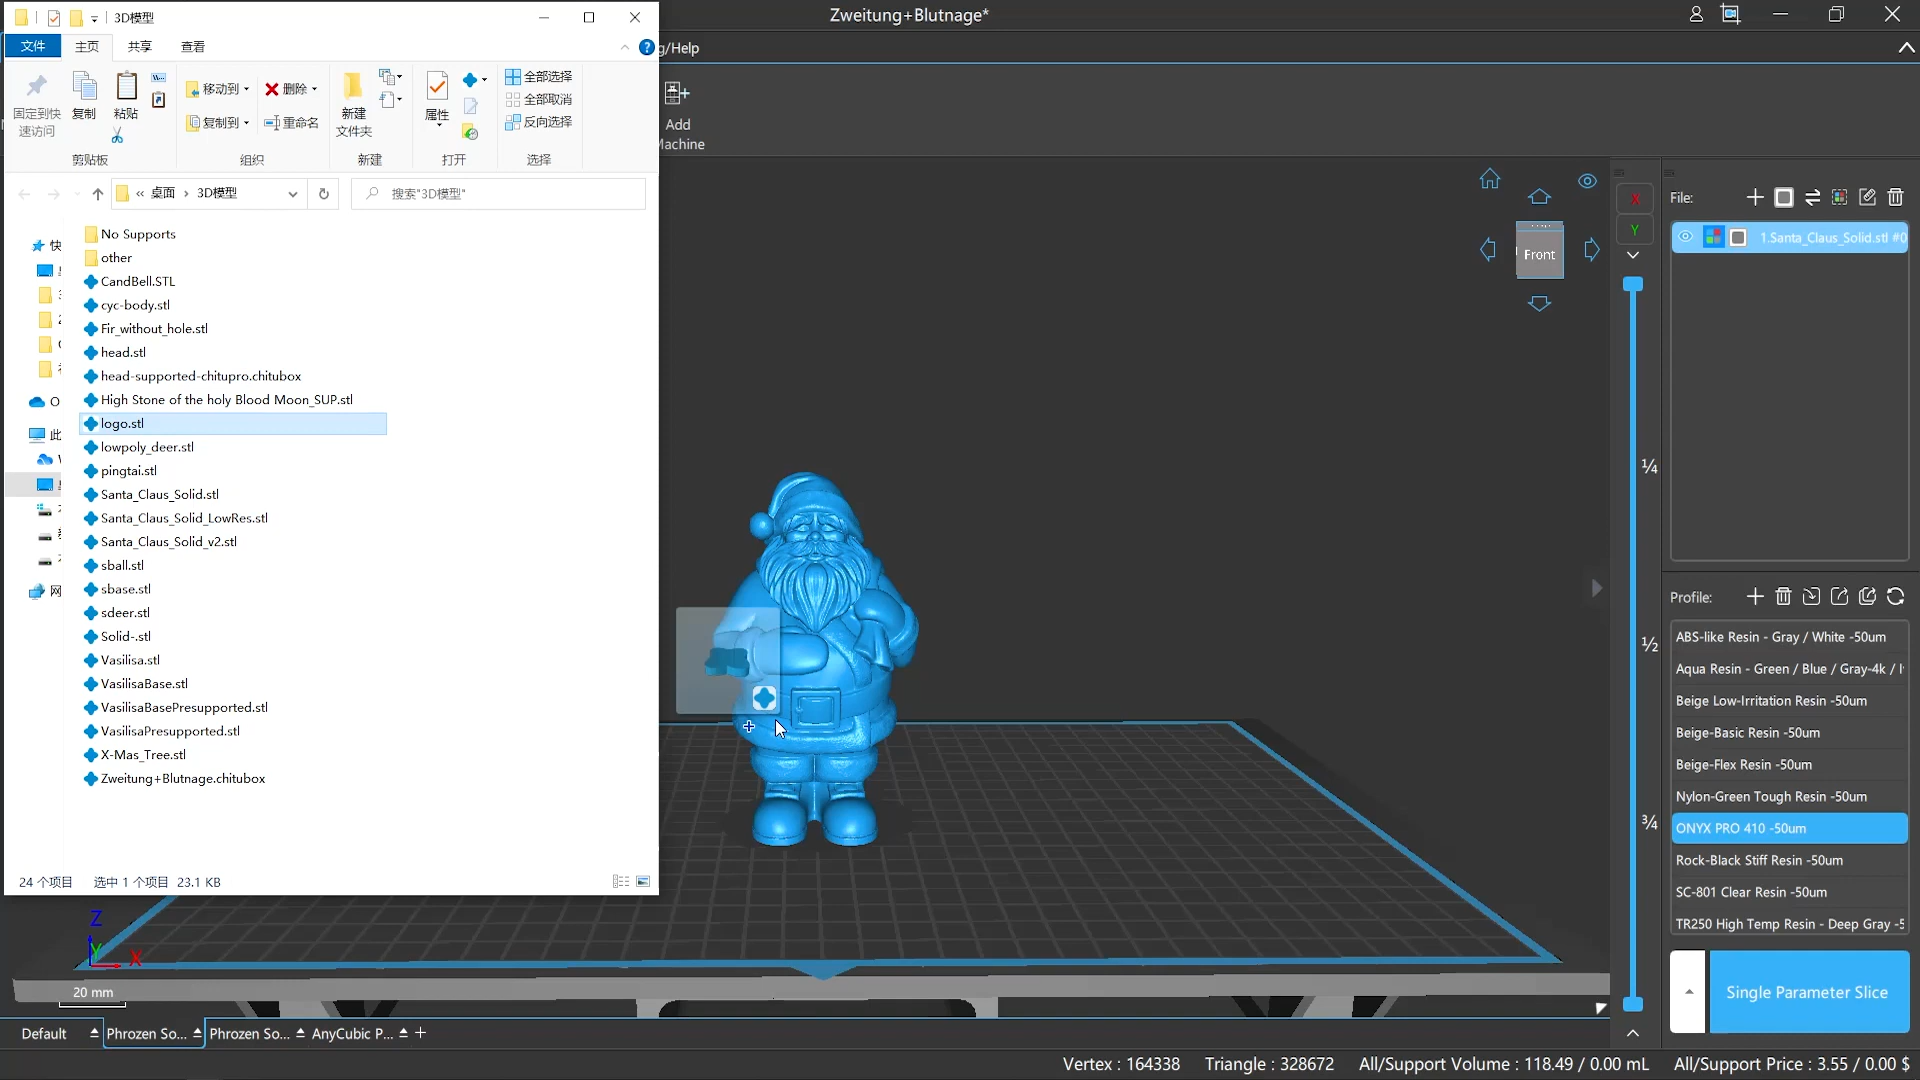 3D模型
Zweitung+Blutnage*
文件
主页
共享
查看
g/Help
固定到快
速访问
复制
粘贴
移动到
删除
复制到
重命名
新建
文件夹
属性
全部选择
全部取消
反向选择
剪贴板
组织
新建
打开
选择
Add
Machine
« 桌面 › 3D模型
搜索"3D模型"
快
此
网
No Supports
other
CandBell.STL
cyc-body.stl
Fir_without_hole.stl
head.stl
head-supported-chitupro.chitubox
High Stone of the holy Blood Moon_SUP.stl
logo.stl
lowpoly_deer.stl
pingtai.stl
Santa_Claus_Solid.stl
Santa_Claus_Solid_LowRes.stl
Santa_Claus_Solid_v2.stl
sball.stl
sbase.stl
sdeer.stl
Solid-.stl
Vasilisa.stl
VasilisaBase.stl
VasilisaBasePresupported.stl
VasilisaPresupported.stl
X-Mas_Tree.stl
Zweitung+Blutnage.chitubox
24 个项目 选中 1 个项目 23.1 KB
Front
X
Y
¼
½
¾
File:
1.Santa_Claus_Solid.stl #0
Profile:
ABS-like Resin - Gray / White -50um
Aqua Resin - Green / Blue / Gray-4k /
Beige Low-Irritation Resin -50um
Beige-Basic Resin -50um
Beige-Flex Resin -50um
Nylon-Green Tough Resin -50um
ONYX PRO 410 -50um
Rock-Black Stiff Resin -50um
SC-801 Clear Resin -50um
TR250 High Temp Resin - Deep Gray -5
Single Parameter Slice
Z
Y
X
20 mm
Default
Phrozen So...
Phrozen So...
AnyCubic P...
Vertex : 164338 Triangle : 328672 All/Support Volume : 118.49 / 0.00 mL All/Support Price : 3.55 / 0.00 $